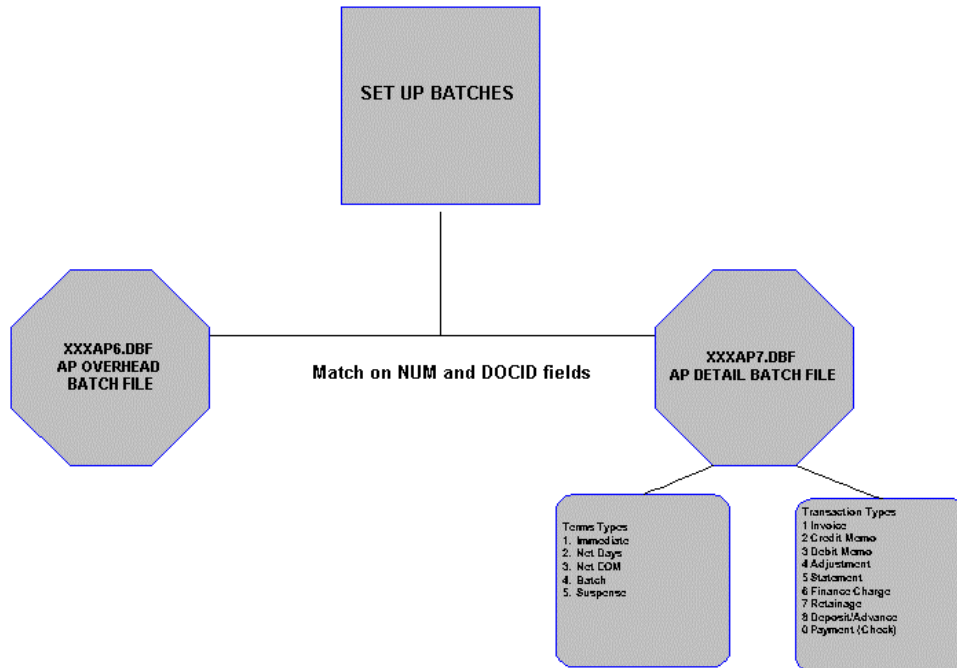 SET UP BATCHES
XXXAP6.DBF
AP OVERHEAD
BATCH FILE
Match on NUM and DOCID fields
XXXAP7.DBF
AP DETAIL BATCH FILE
Terms Types
1. Immediate
2. Net Days
3. Net EOM
4. Batch
5. Suspense
Transaction Types
1 Invoice
2 Credit Memo
3 Debit Memo
4 Adjustment
5 Statement
6 Finance Charge
7 Retainage
8 Deposit/Advance
0 Payment (Check)